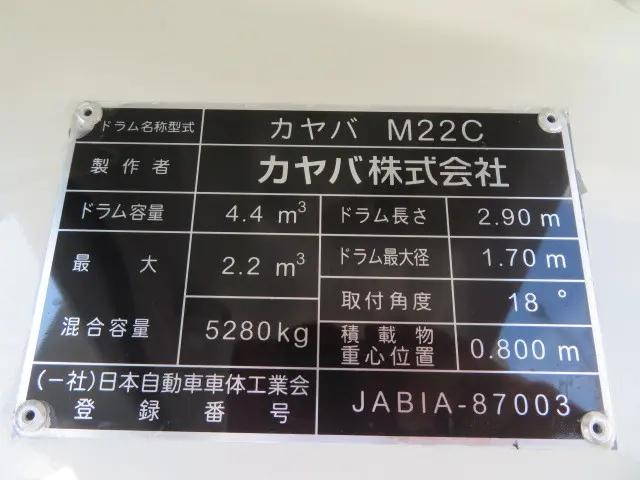 ドラム名称型式 カヤバ M22C
製作者 カヤバ株式会社
ドラム容量 4.4 m³ ドラム長さ 2.90 m
最大 2.2 m³ ドラム最大径 1.70 m
取付角度 18 °
混合容量 5280kg 積載物
重心位置 0.800 m
(一社)日本自動車車体工業会
登録番号 JABIA-87003